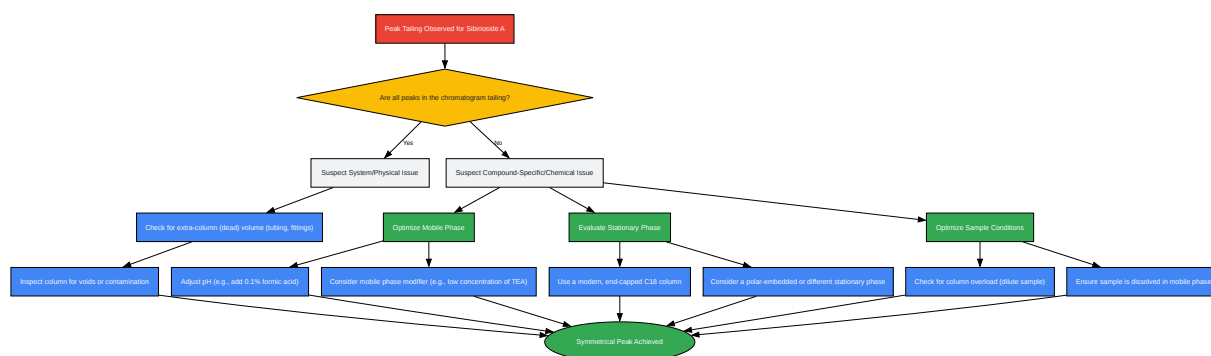 Peak Tailing Observed for Sibirioside A
Are all peaks in the chromatogram tailing?
Yes
No
Suspect System/Physical Issue
Suspect Compound-Specific/Chemical Issue
Check for extra-column (dead) volume (tubing, fittings)
Optimize Mobile Phase
Evaluate Stationary Phase
Optimize Sample Conditions
Inspect column for voids or contamination
Adjust pH (e.g., add 0.1% formic acid)
Consider mobile phase modifier (e.g., low concentration of TEA)
Use a modern, end-capped C18 column
Consider a polar-embedded or different stationary phase
Check for column overload (dilute sample)
Ensure sample is dissolved in mobile phase
Symmetrical Peak Achieved